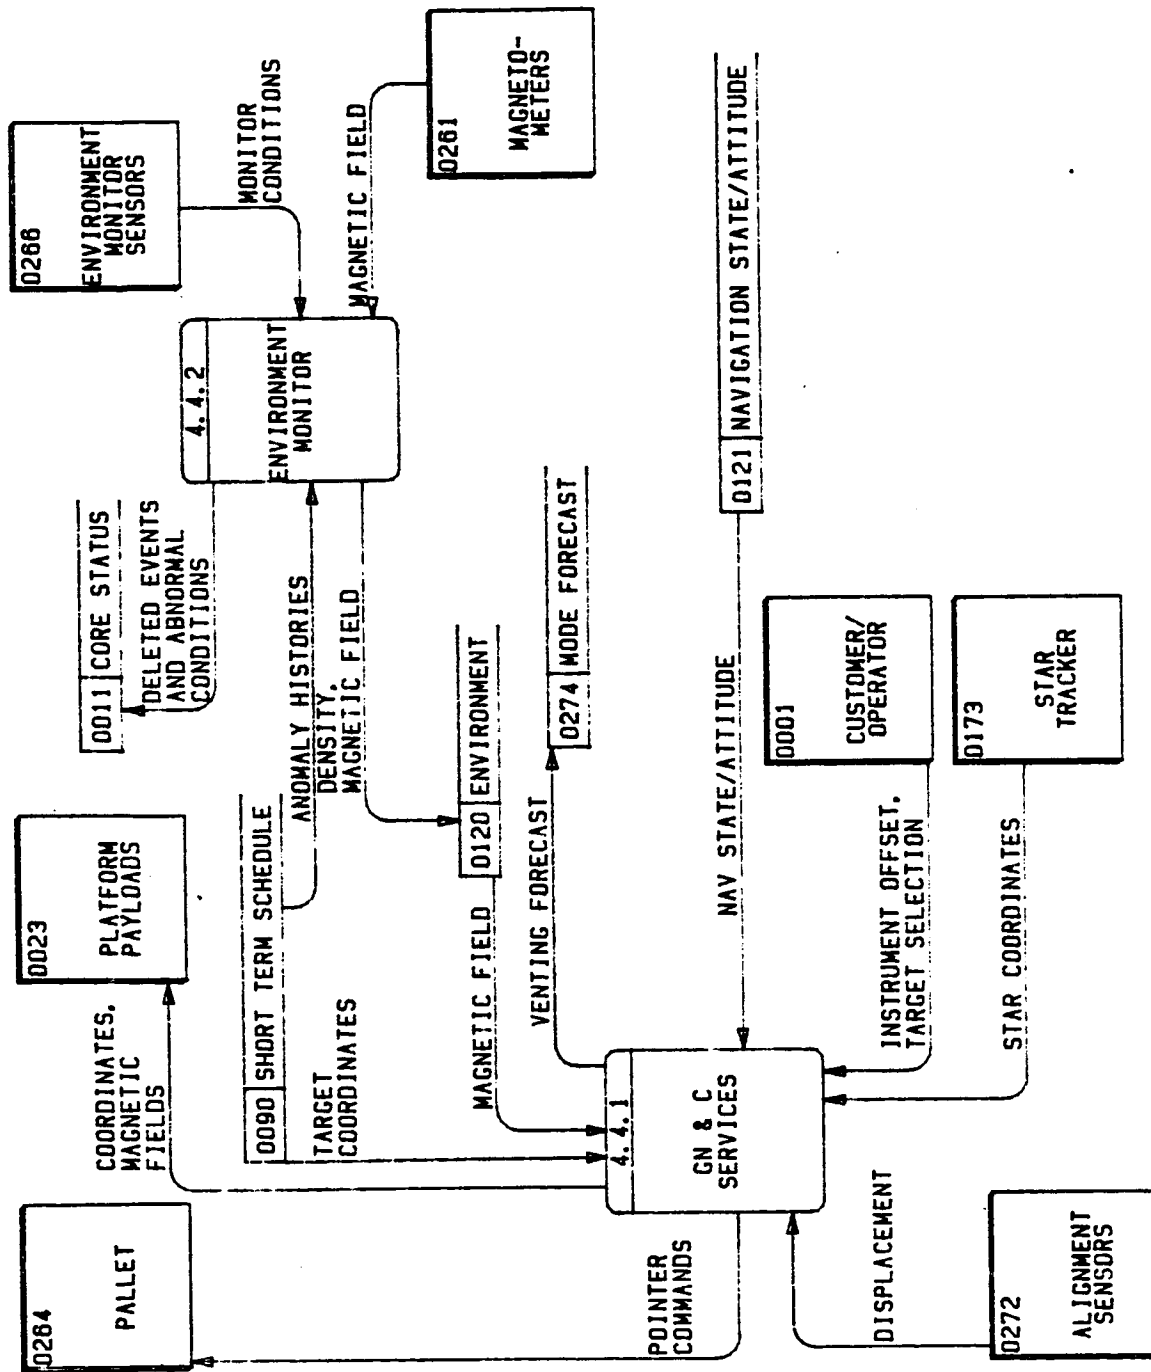 0264
PALLET
COORDINATES,
MAGNETIC
FIELDS
0023
PLATFORM
PAYLOADS
0011 CORE STATUS
DELETED EVENTS
AND ABNORMAL
CONDITIONS
0266
ENVIRONMENT
MONITOR
SENSORS
4.4.2
ENVIRONMENT
MONITOR
MONITOR
CONDITIONS
MAGNETIC FIELD
0261
MAGNETO-
METERS
0090 SHORT TERM SCHEDULE
TARGET
COORDINATES
ANOMALY HISTORIES
DENSITY,
MAGNETIC FIELD
MAGNETIC FIELD
0120 ENVIRONMENT
VENTING FORECAST
0274 MODE FORECAST
POINTER
COMMANDS
4.4.1
GN & C
SERVICES
NAV STATE/ATTITUDE
0121 NAVIGATION STATE/ATTITUDE
DISPLACEMENT
INSTRUMENT OFFSET,
TARGET SELECTION
0001
CUSTOMER/
OPERATOR
STAR COORDINATES
0173
STAR
TRACKER
0272
ALIGNMENT
SENSORS